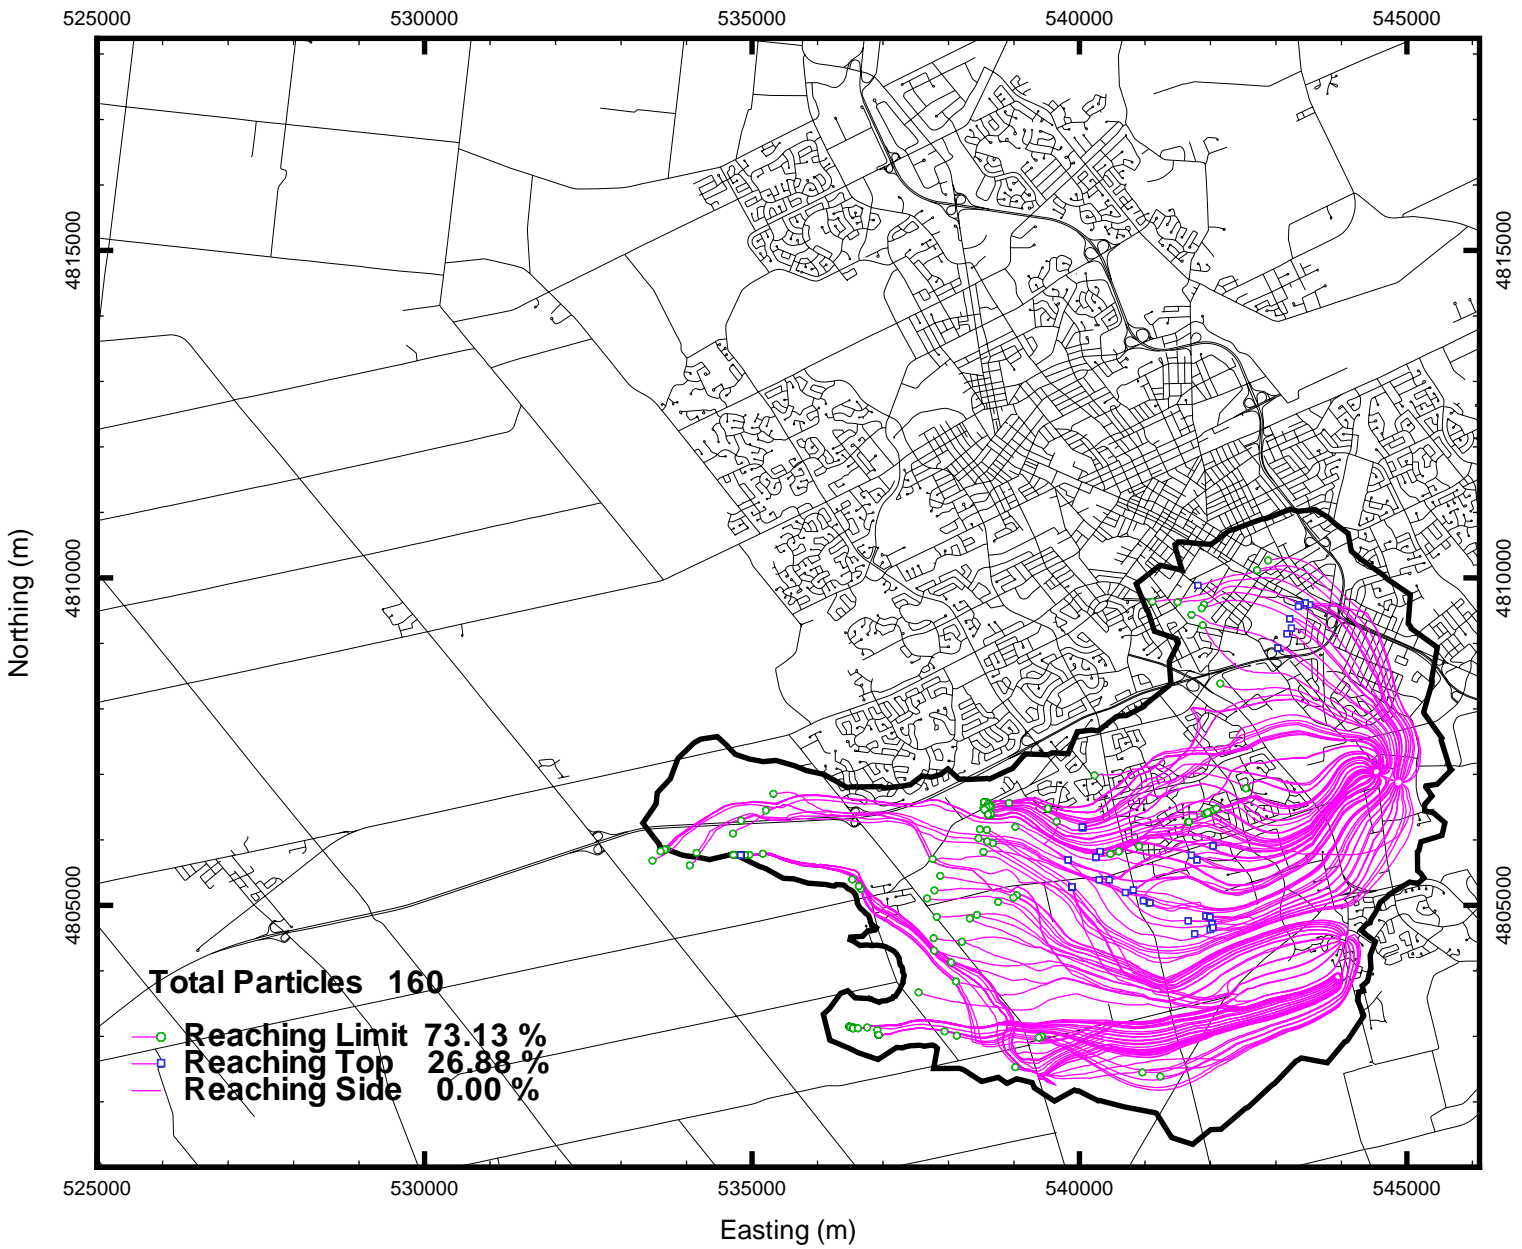 525000 530000 535000 540000 545000
4815000 4815000
4810000 4810000
4805000 4805000
Northing (m)
Total Particles 160
Reaching Limit 73.13 %
Reaching Top 26.88 %
Reaching Side 0.00 %
525000 530000 535000 540000 545000
Easting (m)